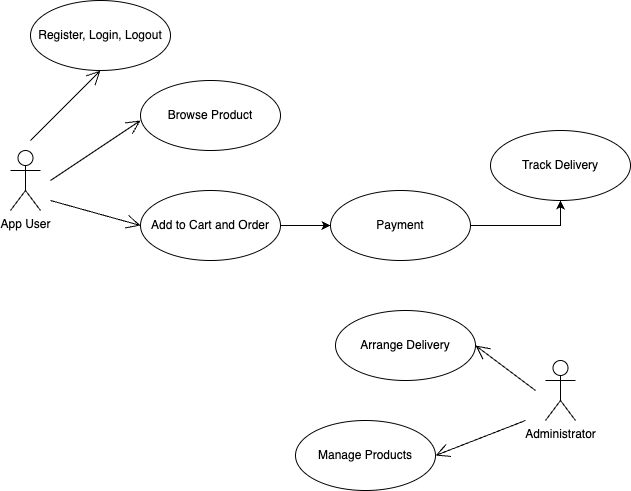 Register, Login, Logout
Browse Product
Track Delivery
App User
Add to Cart and Order
Payment
Arrange Delivery
Administrator
Manage Products